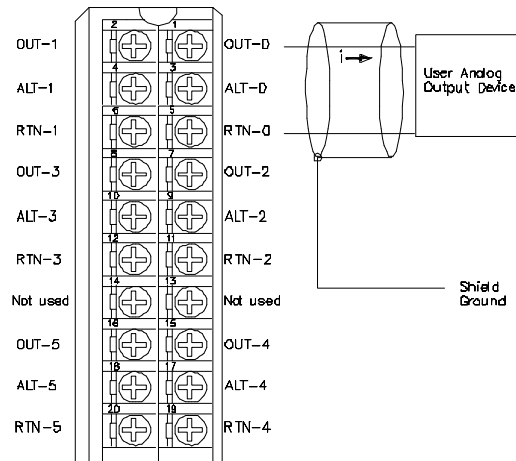 2 1
OUT-1 OUT-0
i
User Analog
Output Device
4 3
ALT-1 ALT-0
6 5
RTN-1 RTN-0
8 7
OUT-3 OUT-2
10 9
ALT-3 ALT-2
12 11
RTN-3 RTN-2
14 13
Not used Not used
Shield
Ground
16 15
OUT-5 OUT-4
18 17
ALT-5 ALT-4
20 19
RTN-5 RTN-4